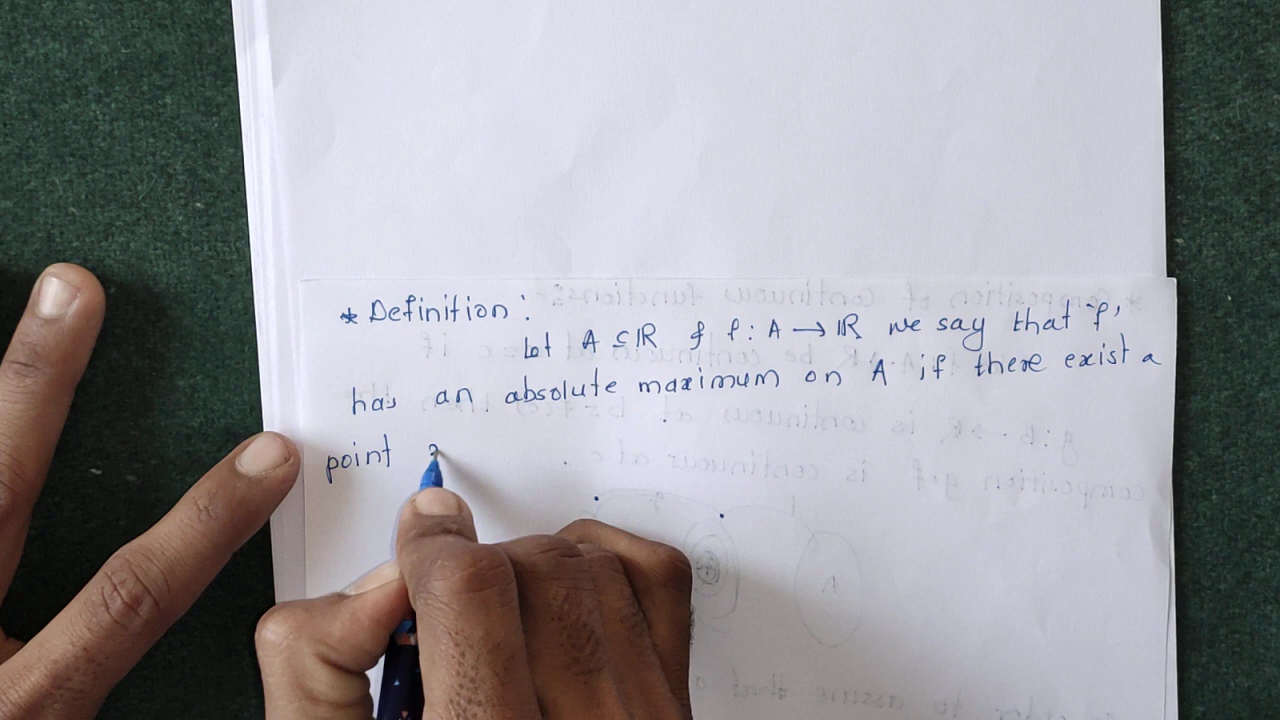 * Definition :
Let A ⊆ ℝ & f : A → ℝ we say that f,
has an absolute maximum on A if there exist a
point